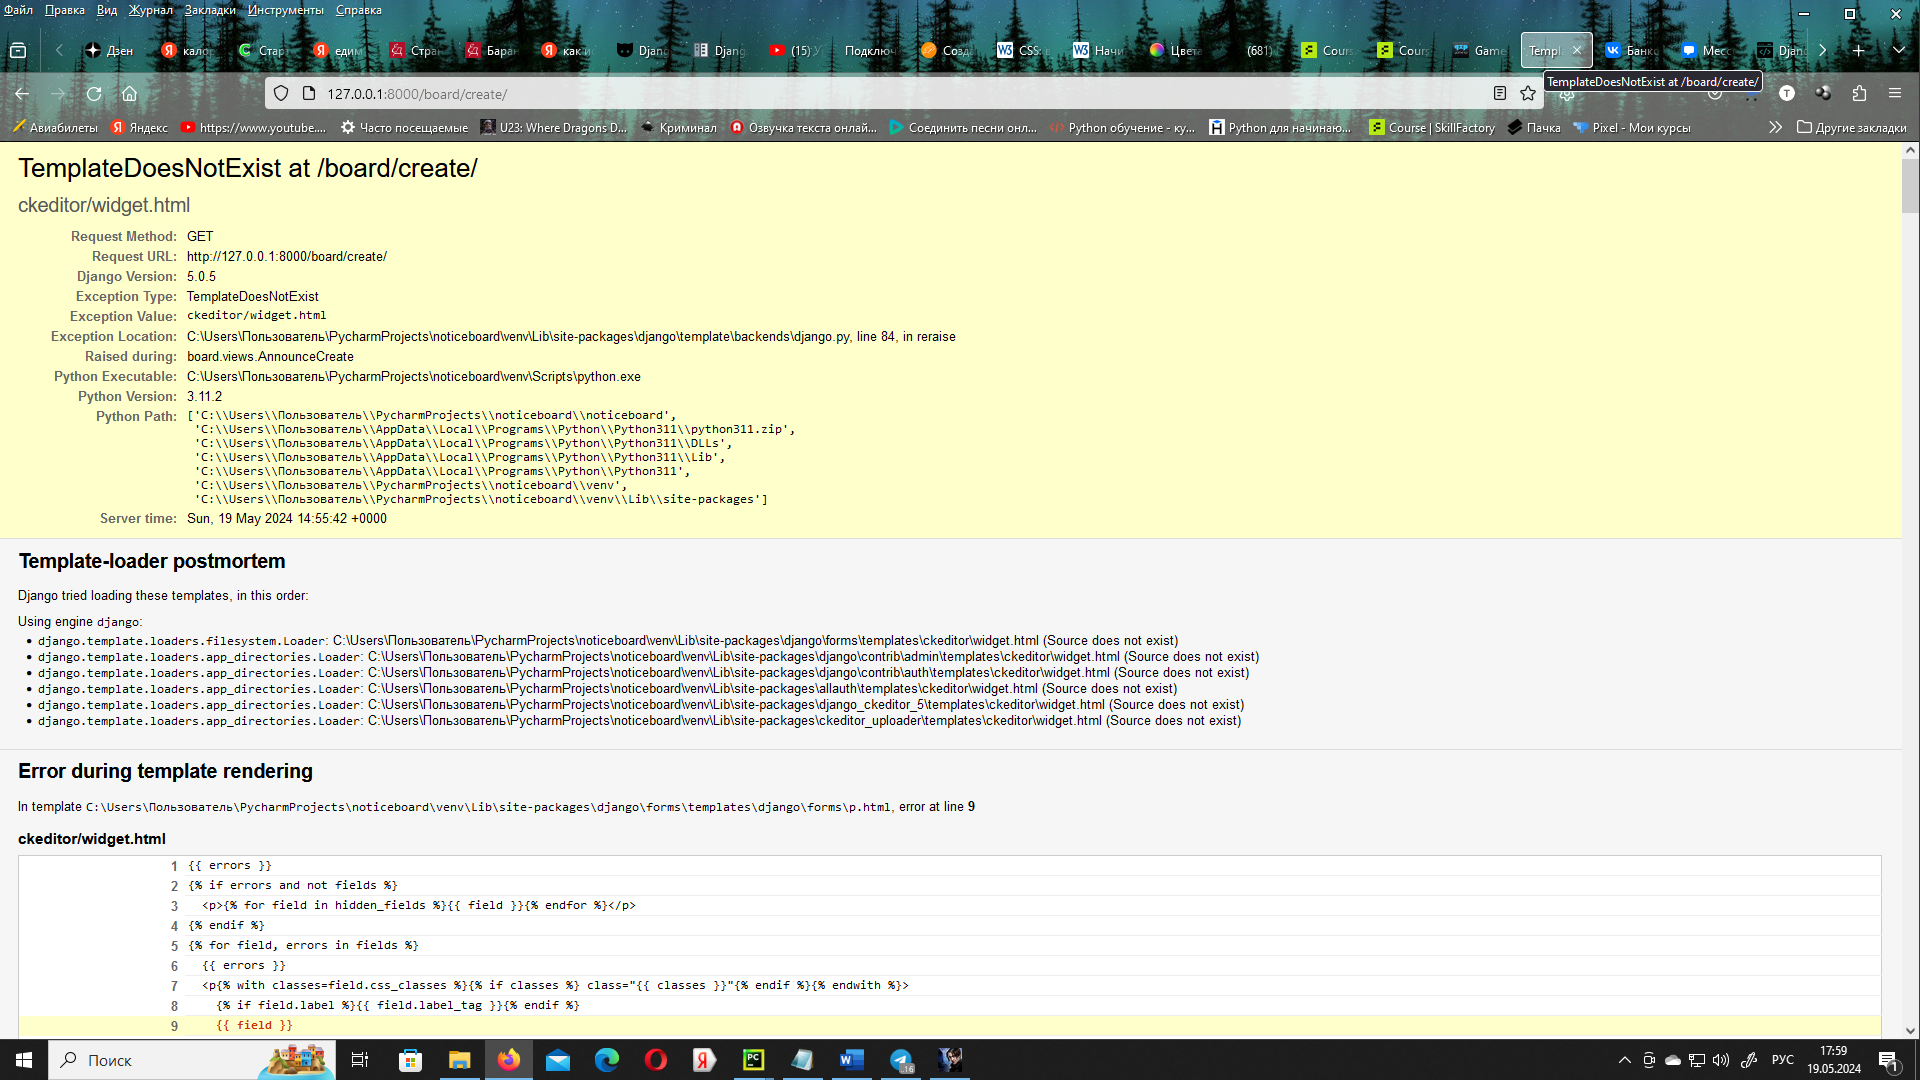 Файл Правка Вид Журнал Закладки Инструменты Справка
Дзен
кало
Стар
един
Стра
Бара
как и
Djang
Djang
(15) У
Подключ
Созда
CSS:
Начи
Цвета
(681)
Cours
Cours
Game
Templ
Банк
Месс
Djang
127.0.0.1:8000/board/create/
TemplateDoesNotExist at /board/create/
Авиабилеты Яндекс https://www.youtube.... Часто посещаемые U23: Where Dragons D... Криминал Озвучка текста онлай... Соединить песни онл... Python обучение - ку... Python для начинаю... Course | SkillFactory Пачка Pixel - Мои курсы Другие закладки
TemplateDoesNotExist at /board/create/
ckeditor/widget.html
Request Method: GET
Request URL: http://127.0.0.1:8000/board/create/
Django Version: 5.0.5
Exception Type: TemplateDoesNotExist
Exception Value: ckeditor/widget.html
Exception Location: C:\Users\Пользователь\PycharmProjects\noticeboard\venv\Lib\site-packages\django\template\backends\django.py, line 84, in reraise
Raised during: board.views.AnnounceCreate
Python Executable: C:\Users\Пользователь\PycharmProjects\noticeboard\venv\Scripts\python.exe
Python Version: 3.11.2
Python Path: ['C:\\Users\\Пользователь\\PycharmProjects\\noticeboard\\noticeboard',
'C:\\Users\\Пользователь\\AppData\\Local\\Programs\\Python\\Python311\\python311.zip',
'C:\\Users\\Пользователь\\AppData\\Local\\Programs\\Python\\Python311\\DLLs',
'C:\\Users\\Пользователь\\AppData\\Local\\Programs\\Python\\Python311\\Lib',
'C:\\Users\\Пользователь\\AppData\\Local\\Programs\\Python\\Python311',
'C:\\Users\\Пользователь\\PycharmProjects\\noticeboard\\venv',
'C:\\Users\\Пользователь\\PycharmProjects\\noticeboard\\venv\\Lib\\site-packages']
Server time: Sun, 19 May 2024 14:55:42 +0000
Template-loader postmortem
Django tried loading these templates, in this order:
Using engine django:
• django.template.loaders.filesystem.Loader: C:\Users\Пользователь\PycharmProjects\noticeboard\venv\Lib\site-packages\django\forms\templates\ckeditor\widget.html (Source does not exist)
• django.template.loaders.app_directories.Loader: C:\Users\Пользователь\PycharmProjects\noticeboard\venv\Lib\site-packages\django\contrib\admin\templates\ckeditor\widget.html (Source does not exist)
• django.template.loaders.app_directories.Loader: C:\Users\Пользователь\PycharmProjects\noticeboard\venv\Lib\site-packages\django\contrib\auth\templates\ckeditor\widget.html (Source does not exist)
• django.template.loaders.app_directories.Loader: C:\Users\Пользователь\PycharmProjects\noticeboard\venv\Lib\site-packages\allauth\templates\ckeditor\widget.html (Source does not exist)
• django.template.loaders.app_directories.Loader: C:\Users\Пользователь\PycharmProjects\noticeboard\venv\Lib\site-packages\django_ckeditor_5\templates\ckeditor\widget.html (Source does not exist)
• django.template.loaders.app_directories.Loader: C:\Users\Пользователь\PycharmProjects\noticeboard\venv\Lib\site-packages\ckeditor_uploader\templates\ckeditor\widget.html (Source does not exist)
Error during template rendering
In template C:\Users\Пользователь\PycharmProjects\noticeboard\venv\Lib\site-packages\django\forms\templates\django\forms\p.html, error at line 9
ckeditor/widget.html
1 {{ errors }}
2 {% if errors and not fields %}
3 <p>{% for field in hidden_fields %}{{ field }}{% endfor %}</p>
4 {% endif %}
5 {% for field, errors in fields %}
6 {{ errors }}
7 <p{% with classes=field.css_classes %}{% if classes %} class="{{ classes }}"{% endif %}{% endwith %}>
8 {% if field.label %}{{ field.label_tag }}{% endif %}
9 {{ field }}
Поиск
РУС
17:59
19.05.2024